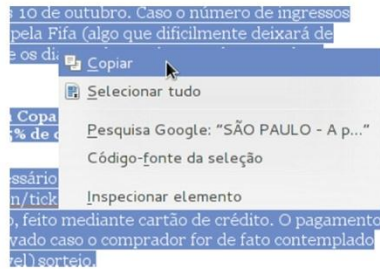 s 10 de outubro. Caso o número de ingressos
pela Fifa (algo que dificilmente deixará de
e os
Copiar
Selecionar tudo
a Copa
5% de
Pesquisa Google: “SÃO PAULO - A p...”
Código-fonte da seleção
essário
n/tick
Inspecionar elemento
o, feito mediante cartão de crédito. O pagamento
vado caso o comprador for de fato contemplado
vel) sorteio.